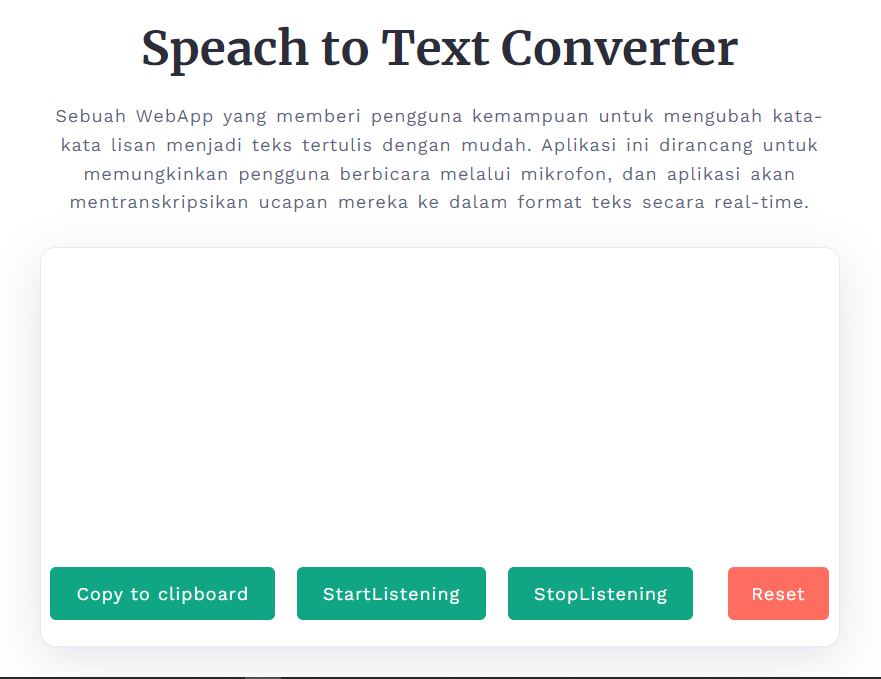 Speach to Text Converter
Sebuah WebApp yang memberi pengguna kemampuan untuk mengubah kata-
kata lisan menjadi teks tertulis dengan mudah. Aplikasi ini dirancang untuk
memungkinkan pengguna berbicara melalui mikrofon, dan aplikasi akan
mentranskripsikan ucapan mereka ke dalam format teks secara real-time.
Copy to clipboard StartListening StopListening Reset